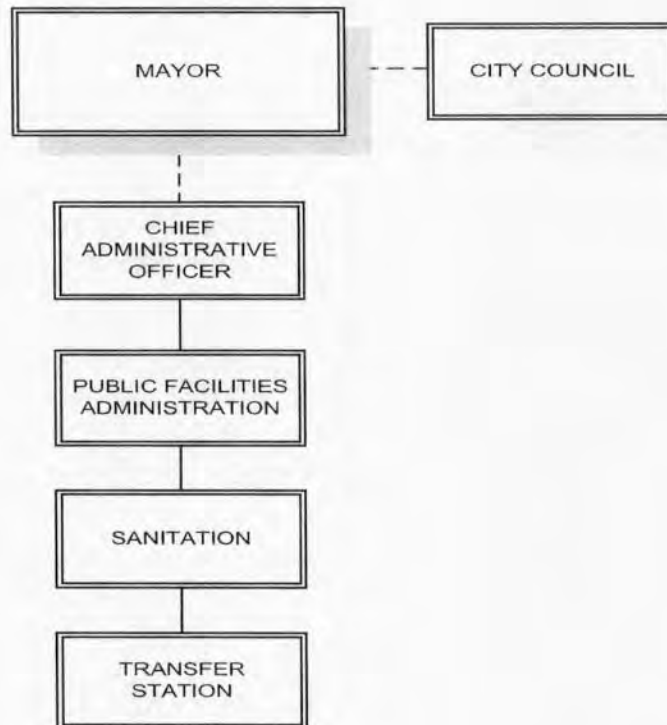 MAYOR
CITY COUNCIL
CHIEF
ADMINISTRATIVE
OFFICER
PUBLIC FACILITIES
ADMINISTRATION
SANITATION
TRANSFER
STATION